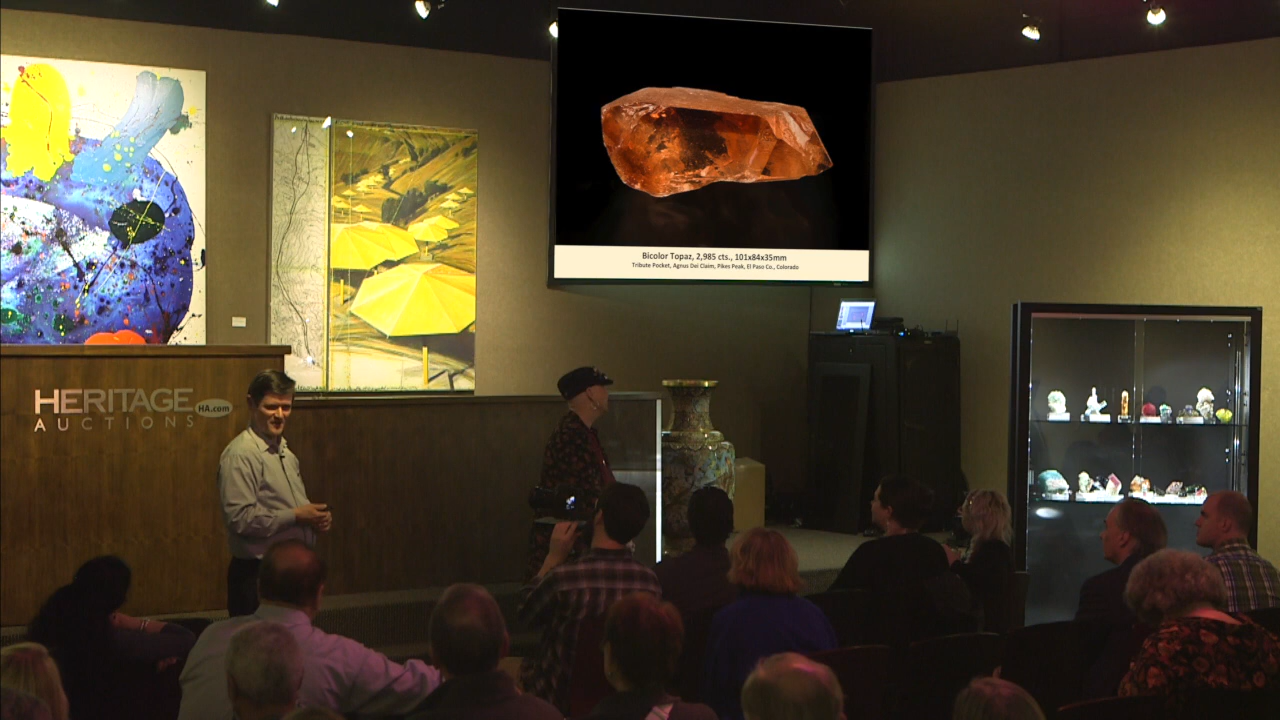 Bicolor Topaz, 2,985 cts., 101x84x35mm
Tribute Pocket, Agnus Dei Claim, Pikes Peak, El Paso Co., Colorado
HERITAGE
HA.com
AUCTIONS